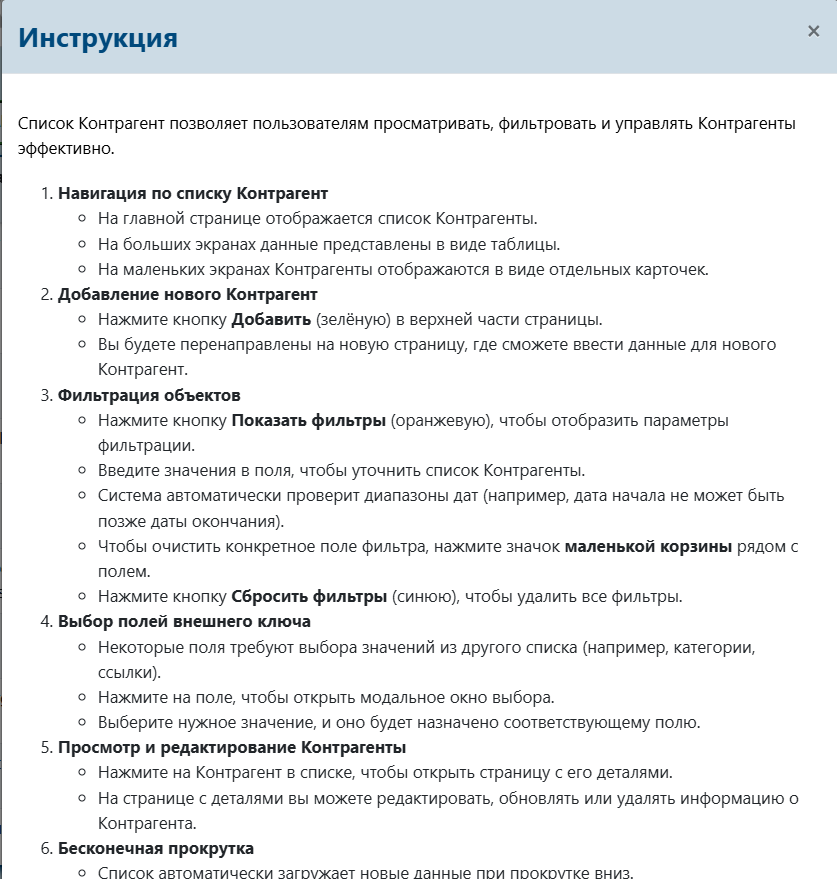 Инструкция
×
Список Контрагент позволяет пользователям просматривать, фильтровать и управлять Контрагенты
эффективно.
1. Навигация по списку Контрагент
На главной странице отображается список Контрагенты.
На больших экранах данные представлены в виде таблицы.
На маленьких экранах Контрагенты отображаются в виде отдельных карточек.
2. Добавление нового Контрагент
Нажмите кнопку Добавить (зелёную) в верхней части страницы.
Вы будете перенаправлены на новую страницу, где сможете ввести данные для нового
Контрагент.
3. Фильтрация объектов
Нажмите кнопку Показать фильтры (оранжевую), чтобы отобразить параметры
фильтрации.
Введите значения в поля, чтобы уточнить список Контрагенты.
Система автоматически проверит диапазоны дат (например, дата начала не может быть
позже даты окончания).
Чтобы очистить конкретное поле фильтра, нажмите значок маленькой корзины рядом с
полем.
Нажмите кнопку Сбросить фильтры (синюю), чтобы удалить все фильтры.
4. Выбор полей внешнего ключа
Некоторые поля требуют выбора значений из другого списка (например, категории,
ссылки).
Нажмите на поле, чтобы открыть модальное окно выбора.
Выберите нужное значение, и оно будет назначено соответствующему полю.
5. Просмотр и редактирование Контрагенты
Нажмите на Контрагент в списке, чтобы открыть страницу с его деталями.
На странице с деталями вы можете редактировать, обновлять или удалять информацию о
Контрагента.
6. Бесконечная прокрутка
Список автоматически загружает новые данные при прокрутке вниз.